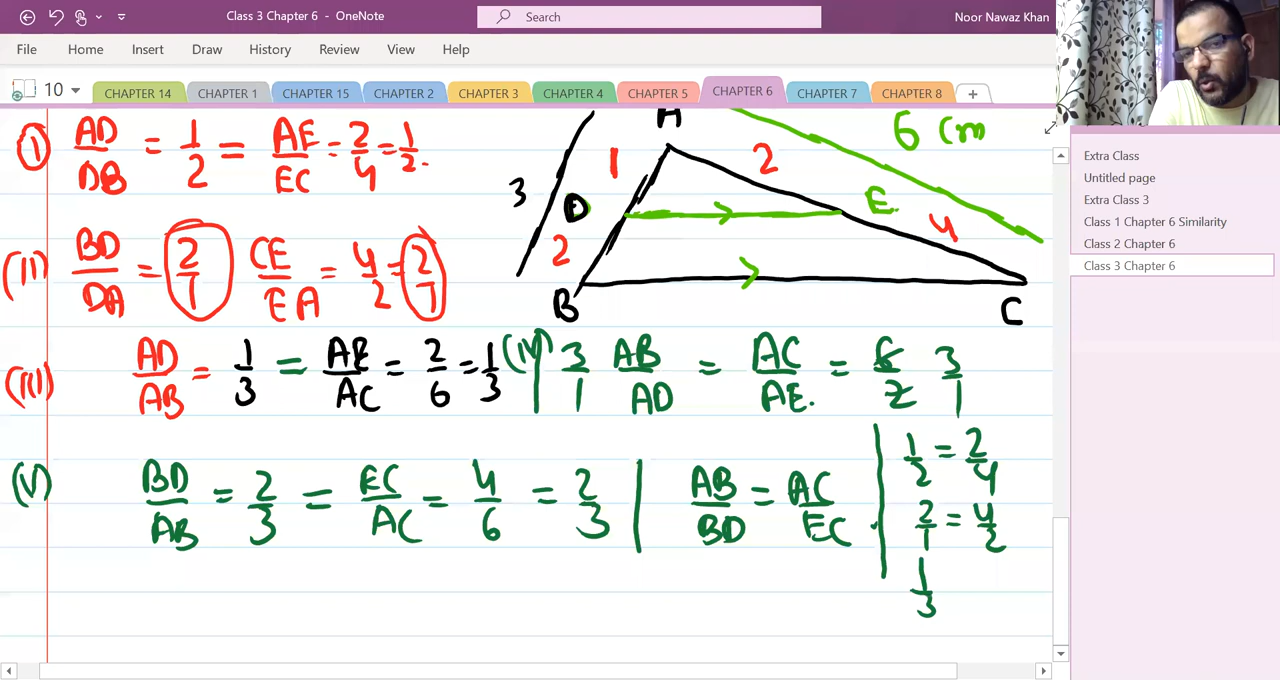 Class 3 Chapter 6 - OneNote
Search
Noor Nawaz Khan
File Home Insert Draw History Review View Help
10 CHAPTER 14 CHAPTER 1 CHAPTER 15 CHAPTER 2 CHAPTER 3 CHAPTER 4 CHAPTER 5 CHAPTER 6 CHAPTER 7 CHAPTER 8 +
Extra Class
Untitled page
Extra Class 3
Class 1 Chapter 6 Similarity
Class 2 Chapter 6
Class 3 Chapter 6
(I) AD/DB = 1/2 = AE/EC = 2/4 = 1/2.
A
6 cm
3
1
2
D
E.
2
4
B
C
(II) BD/DA = 2/1 CE/EA = 4/2 = 2/1
(III) AD/AB = 1/3 = AE/AC = 2/6 = 1/3
(IV) 3/1 AB/AD = AC/AE. = 6/2 3/1
(V) BD/AB = 2/3 = EC/AC = 4/6 = 2/3
AB/BD = AC/EC.
1/2 = 2/4
2/1 = 4/2
1/3